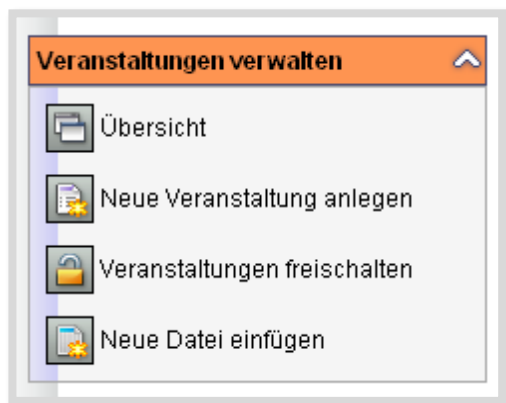 Veranstaltungen verwalten
Übersicht
Neue Veranstaltung anlegen
Veranstaltungen freischalten
Neue Datei einfügen